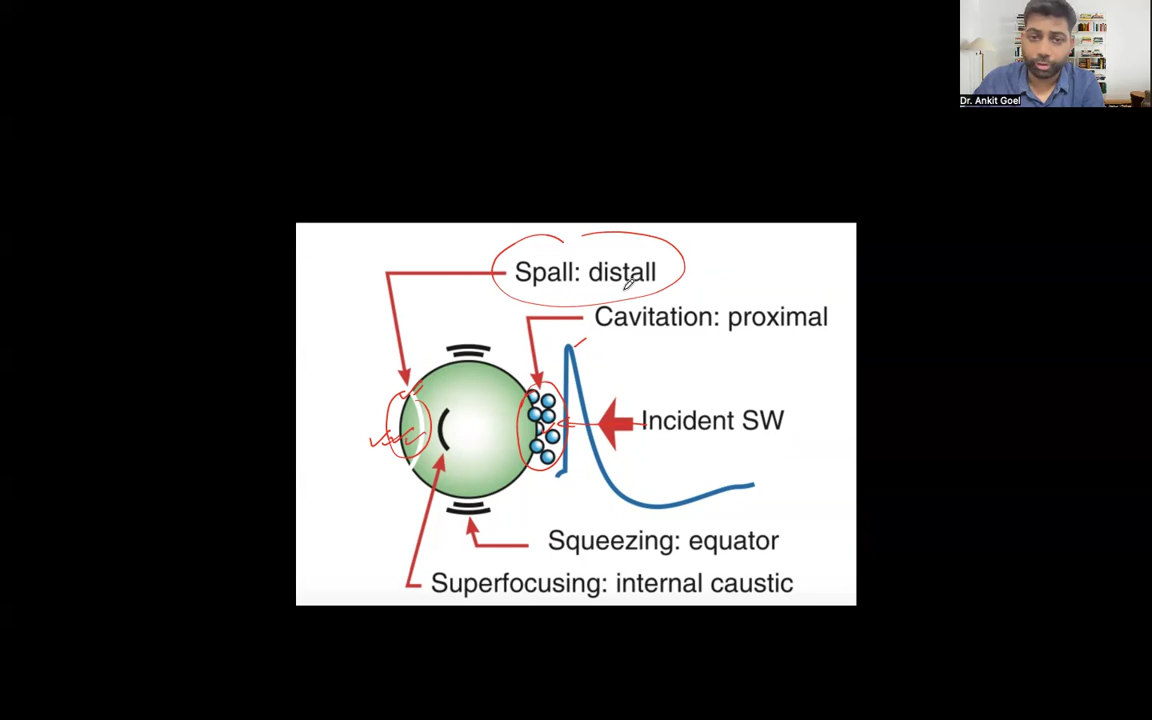 Dr. Ankit Goel
Spall: distall
Cavitation: proximal
Incident SW
Squeezing: equator
Superfocusing: internal caustic